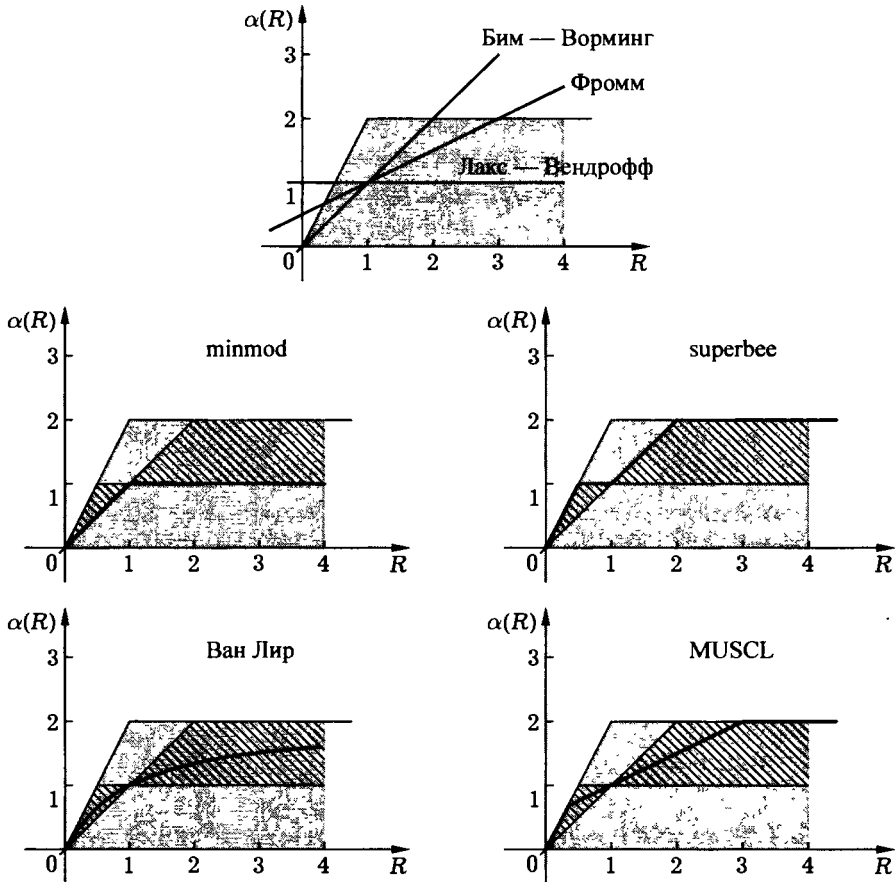 α(R)
Бим — Ворминг
3
Фромм
2
Лакс — Вендрофф
1
0 1 2 3 4 R
α(R)
minmod
3
2
1
0 1 2 3 4 R
α(R)
superbee
3
2
1
0 1 2 3 4 R
α(R)
Ван Лир
3
2
1
0 1 2 3 4 R
α(R)
MUSCL
3
2
1
0 1 2 3 4 R